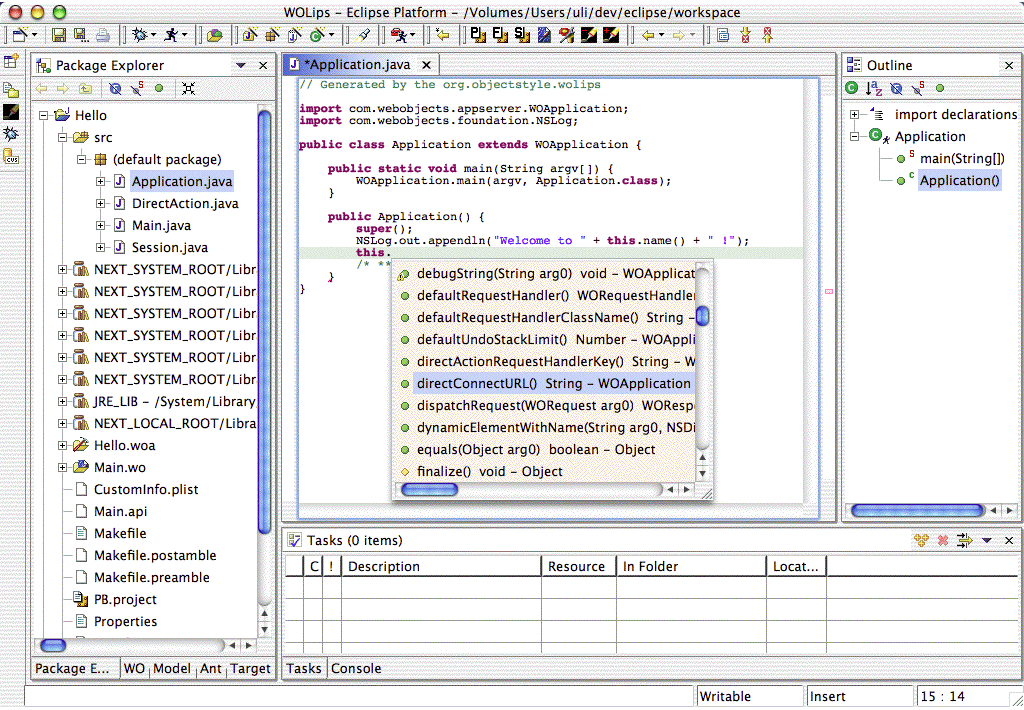 WOLips – Eclipse Platform – /Volumes/Users/uli/dev/eclipse/workspace
Package Explorer
Hello
src
(default package)
Application.java
DirectAction.java
Main.java
Session.java
NEXT_SYSTEM_ROOT/Libr
NEXT_SYSTEM_ROOT/Libr
NEXT_SYSTEM_ROOT/Libr
NEXT_SYSTEM_ROOT/Libr
NEXT_SYSTEM_ROOT/Libr
NEXT_SYSTEM_ROOT/Libr
JRE_LIB – /System/Library
NEXT_LOCAL_ROOT/Libra
Hello.woa
Main.wo
CustomInfo.plist
Main.api
Makefile
Makefile.postamble
Makefile.preamble
PB.project
Properties
Package E... WO Model Ant Target
*Application.java
// Generated by the org.objectstyle.wolips
import com.webobjects.appserver.WOApplication;
import com.webobjects.foundation.NSLog;
public class Application extends WOApplication {
public static void main(String argv[]) {
WOApplication.main(argv, Application.class);
}
public Application() {
super();
NSLog.out.appendln("Welcome to " + this.name() + " !");
this.
/* **
}
}
debugString(String arg0) void – WOApplicat
defaultRequestHandler() WORequestHandler
defaultRequestHandlerClassName() String –
defaultUndoStackLimit() Number – WOAppli
directActionRequestHandlerKey() String – W
directConnectURL() String – WOApplication
dispatchRequest(WORequest arg0) WORespo
dynamicElementWithName(String arg0, NSDi
equals(Object arg0) boolean – Object
finalize() void – Object
Outline
import declarations
Application
main(String[])
Application()
Tasks (0 items)
C ! Description Resource In Folder Locat...
Tasks Console
Writable Insert 15 : 14